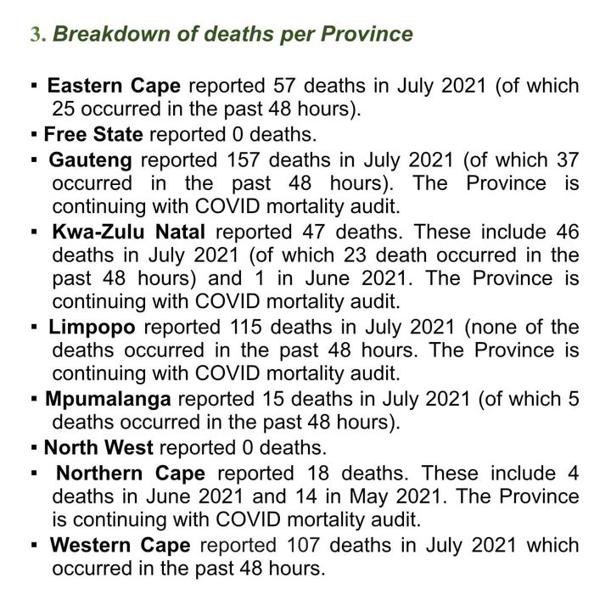 3. Breakdown of deaths per Province
▪ Eastern Cape reported 57 deaths in July 2021 (of which
25 occurred in the past 48 hours).
▪ Free State reported 0 deaths.
▪ Gauteng reported 157 deaths in July 2021 (of which 37
occurred in the past 48 hours). The Province is
continuing with COVID mortality audit.
▪ Kwa-Zulu Natal reported 47 deaths. These include 46
deaths in July 2021 (of which 23 death occurred in the
past 48 hours) and 1 in June 2021. The Province is
continuing with COVID mortality audit.
▪ Limpopo reported 115 deaths in July 2021 (none of the
deaths occurred in the past 48 hours. The Province is
continuing with COVID mortality audit.
▪ Mpumalanga reported 15 deaths in July 2021 (of which 5
deaths occurred in the past 48 hours).
▪ North West reported 0 deaths.
▪ Northern Cape reported 18 deaths. These include 4
deaths in June 2021 and 14 in May 2021. The Province
is continuing with COVID mortality audit.
▪ Western Cape reported 107 deaths in July 2021 which
occurred in the past 48 hours.